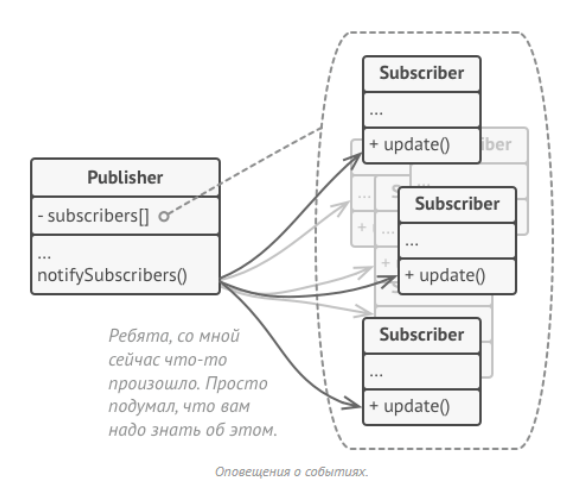 Subscriber
...
+ update()
Publisher
- subscribers[]
...
notifySubscribers()
Subscriber
...
+ update()
Subscriber
...
+ update()
Ребята, со мной
сейчас что-то
произошло. Просто
подумал, что вам
надо знать об этом.
Оповещения о событиях.